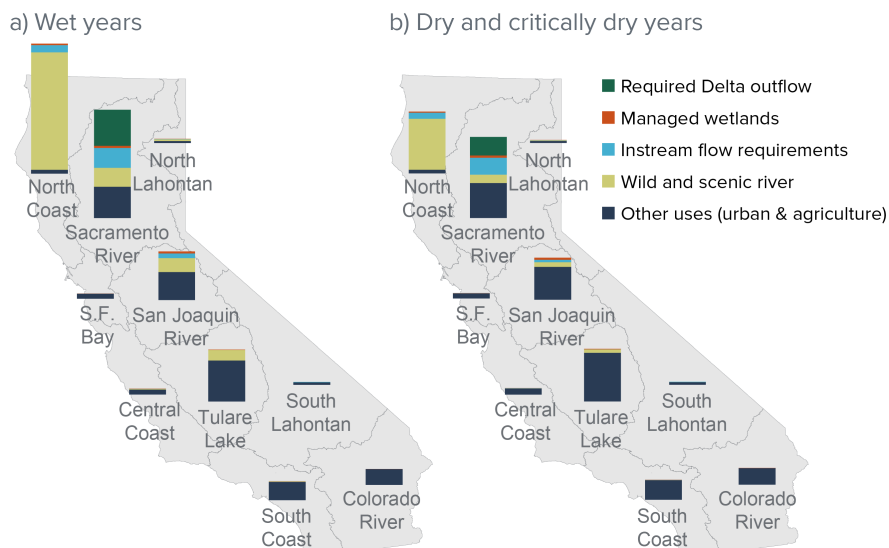 a) Wet years
b) Dry and critically dry years
Required Delta outflow
Managed wetlands
Instream flow requirements
Wild and scenic river
Other uses (urban & agriculture)
North
Coast
Sacramento
River
North
Lahontan
S.F.
Bay
San Joaquin
River
Central
Coast
Tulare
Lake
South
Lahontan
South
Coast
Colorado
River
North
Coast
Sacramento
River
North
Lahontan
S.F.
Bay
San Joaquin
River
Central
Coast
Tulare
Lake
South
Lahontan
South
Coast
Colorado
River